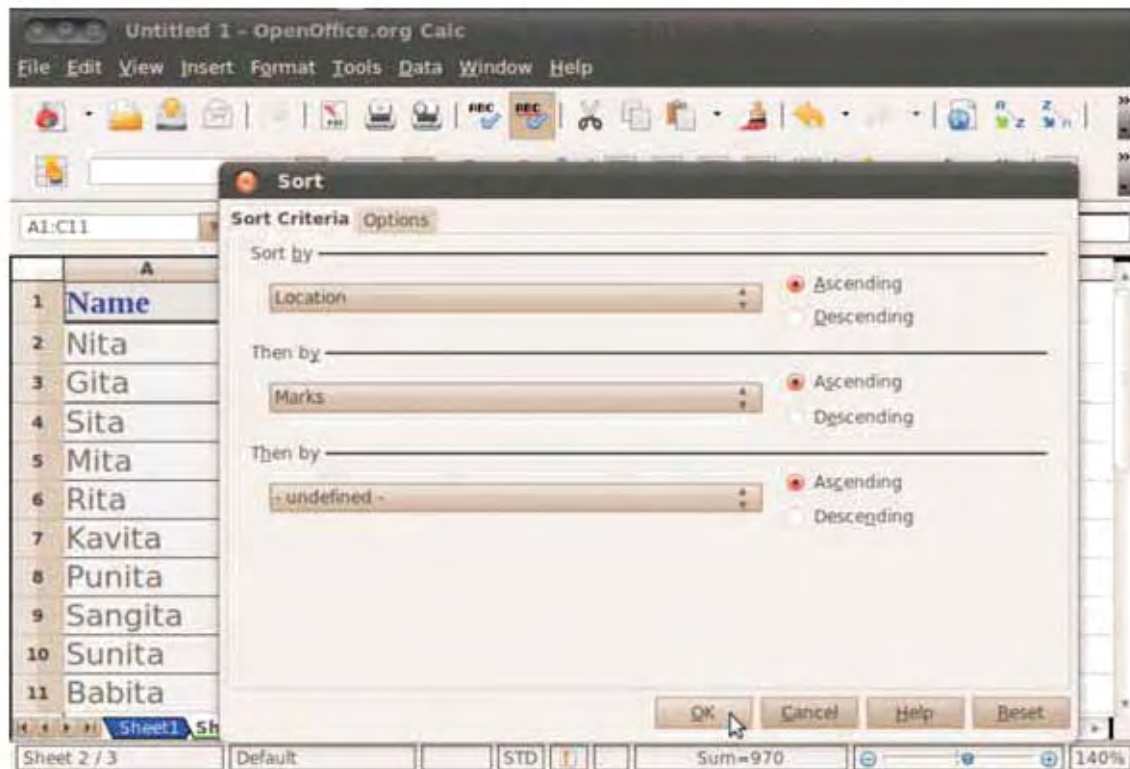 Untitled 1 - OpenOffice.org Calc
File Edit View Insert Format Tools Data Window Help
A1:C11
Sort
Sort Criteria Options
Sort by
Location
Ascending
Descending
Then by
Marks
Ascending
Descending
Then by
- undefined -
Ascending
Descending
OK Cancel Help Reset
A
1 Name
2 Nita
3 Gita
4 Sita
5 Mita
6 Rita
7 Kavita
8 Punita
9 Sangita
10 Sunita
11 Babita
Sheet1 Sh
Sheet 2 / 3 Default STD Sum=970 140%